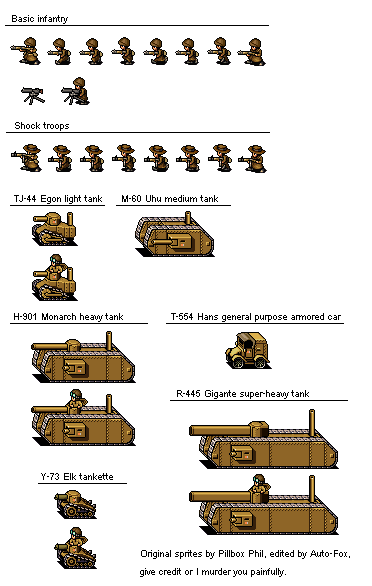 Basic infantry
Shock troops
TJ-44 Egon light tank
M-60 Uhu medium tank
H-901 Monarch heavy tank
T-554 Hans general purpose armored car
R-445 Gigante super-heavy tank
Y-73 Elk tankette
Original sprites by Pillbox Phil, edited by Auto-Fox,
give credit or I murder you painfully.